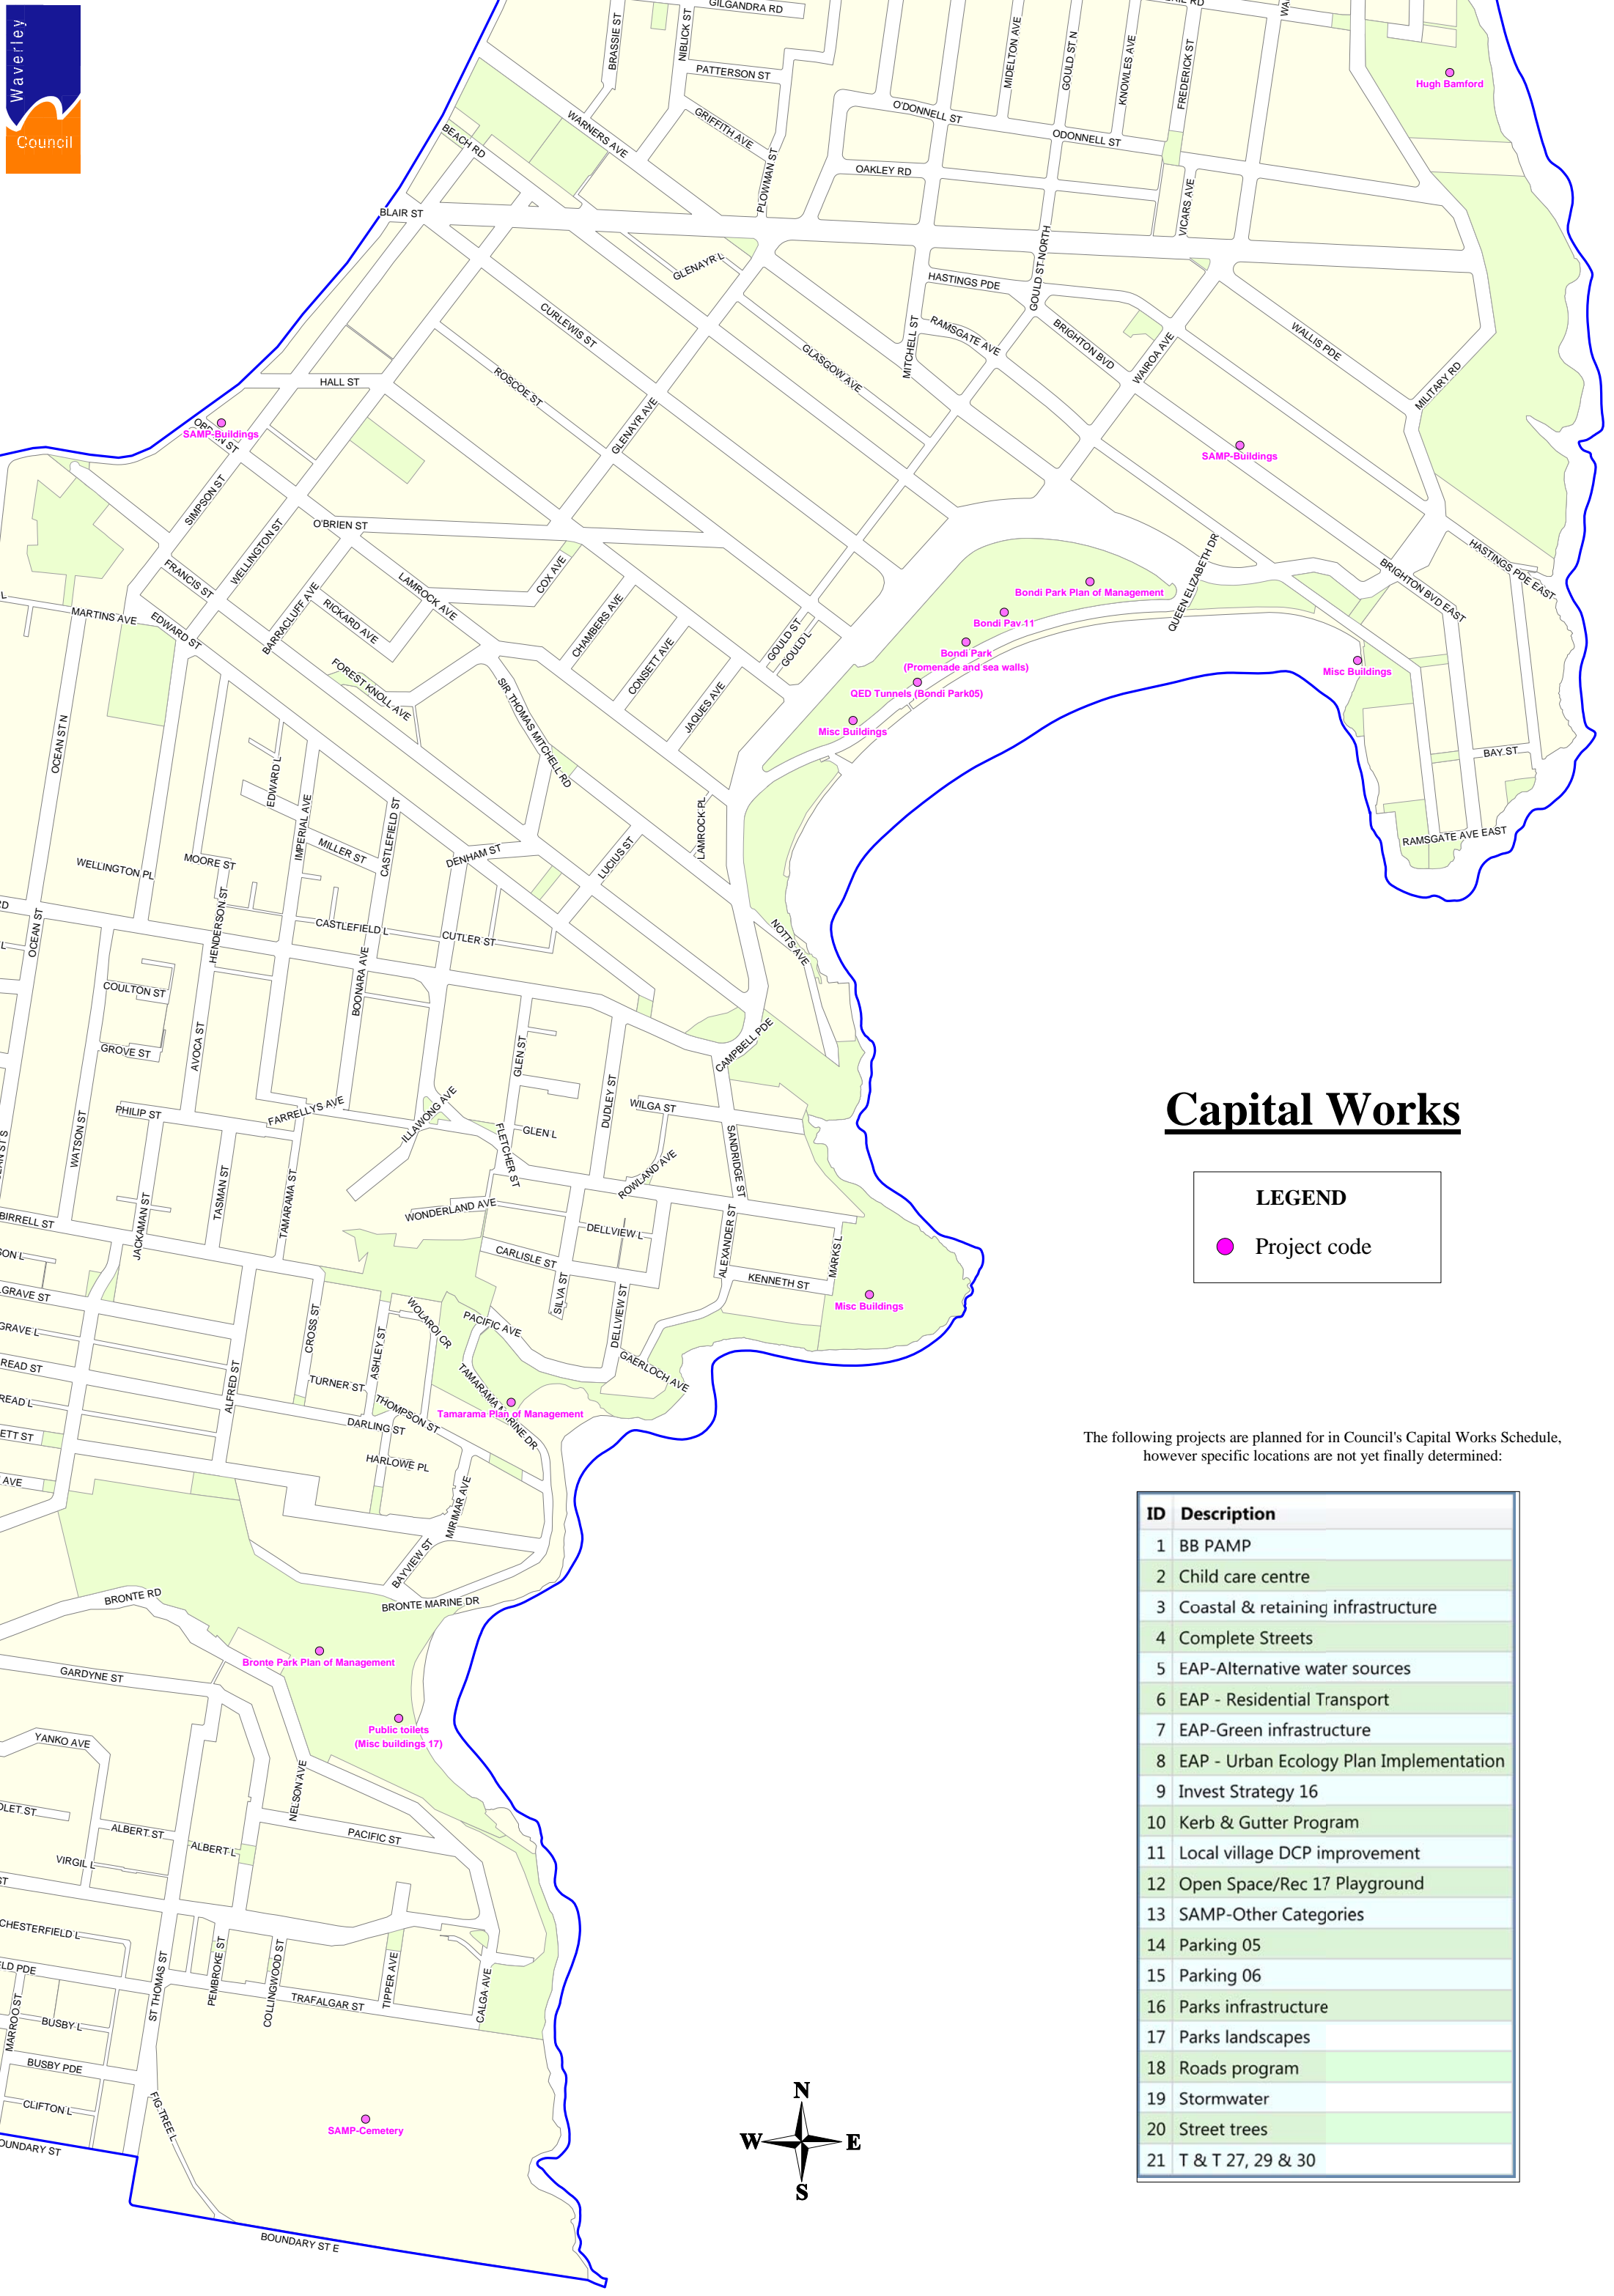 Waverley
Council
GILGANDRA RD
BRASSIE ST
NIBLICK ST
PATTERSON ST
GRIFFITH AVE
WARNERS AVE
BEACH RD
PLOWMAN ST
MIDELTON AVE
GOULD ST N
KNOWLES AVE
FREDERICK ST
O'DONNELL ST
ODONNELL ST
OAKLEY RD
VICARS AVE
Hugh Bamford
BLAIR ST
GLENAYR L
CURLEWIS ST
ROSCOE ST
GLENAYR AVE
GLASGOW AVE
MITCHELL ST
HASTINGS PDE
RAMSGATE AVE
GOULD ST NORTH
BRIGHTON BVD
WAIROA AVE
WALLIS PDE
MILITARY RD
HALL ST
SAMP-Buildings
SAMP-Buildings
SIMPSON ST
WELLINGTON ST
O'BRIEN ST
FRANCIS ST
MARTINS AVE
EDWARD ST
BARRACLUFF AVE
RICKARD AVE
LAMROCK AVE
COX AVE
CHAMBERS AVE
CONSETT AVE
JAQUES AVE
GOULD ST
GOULD L
FOREST KNOLL AVE
SIR THOMAS MITCHELL RD
Bondi Park Plan of Management
Bondi Pav 11
Bondi Park
(Promenade and sea walls)
QED Tunnels (Bondi Park05)
Misc Buildings
QUEEN ELIZABETH DR
Misc Buildings
HASTINGS PDE EAST
BRIGHTON BVD EAST
BAY ST
RAMSGATE AVE EAST
OCEAN ST N
EDWARD L
IMPERIAL AVE
MILLER ST
CASTLEFIELD ST
DENHAM ST
LUCIUS ST
LAMROCK PL
WELLINGTON PL
MOORE ST
HENDERSON ST
CASTLEFIELD L
CUTLER ST
NOTTS AVE
OCEAN ST
COULTON ST
BOONARA AVE
GROVE ST
AVOCA ST
GLEN ST
CAMPBELL PDE
DUDLEY ST
WILGA ST
PHILIP ST
FARRELLYS AVE
ILLAWONG AVE
GLEN L
FLETCHER ST
SANDRIDGE ST
ROWLAND AVE
WATSON ST
TASMAN ST
TAMARAMA ST
JACKAMAN ST
BIRRELL ST
WONDERLAND AVE
DELLVIEW L
CARLISLE ST
ALEXANDER ST
MARKS L
KENNETH ST
SILVA ST
DELLVIEW ST
Misc Buildings
CROSS ST
ASHLEY ST
WOLAROI CR
PACIFIC AVE
GAERLOCH AVE
TURNER ST
ALFRED ST
THOMPSON ST
DARLING ST
TAMARAMA MARINE DR
Tamarama Plan of Management
HARLOWE PL
MIRIMAR AVE
BAYVIEW ST
BRONTE MARINE DR
BRONTE RD
Bronte Park Plan of Management
GARDYNE ST
Public toilets
(Misc buildings 17)
YANKO AVE
NELSON AVE
PACIFIC ST
ALBERT ST
ALBERT L
VIRGIL L
CHESTERFIELD L
ST THOMAS ST
PEMBROKE ST
COLLINGWOOD ST
TIPPER AVE
TRAFALGAR ST
CALGA AVE
MARROO ST
BUSBY L
BUSBY PDE
CLIFTON L
FIG TREE L
SAMP-Cemetery
BOUNDARY ST E
N
W E
S
Capital Works
LEGEND
Project code
The following projects are planned for in Council's Capital Works Schedule,
however specific locations are not yet finally determined:
ID Description
1 BB PAMP
2 Child care centre
3 Coastal & retaining infrastructure
4 Complete Streets
5 EAP-Alternative water sources
6 EAP - Residential Transport
7 EAP-Green infrastructure
8 EAP - Urban Ecology Plan Implementation
9 Invest Strategy 16
10 Kerb & Gutter Program
11 Local village DCP improvement
12 Open Space/Rec 17 Playground
13 SAMP-Other Categories
14 Parking 05
15 Parking 06
16 Parks infrastructure
17 Parks landscapes
18 Roads program
19 Stormwater
20 Street trees
21 T & T 27, 29 & 30